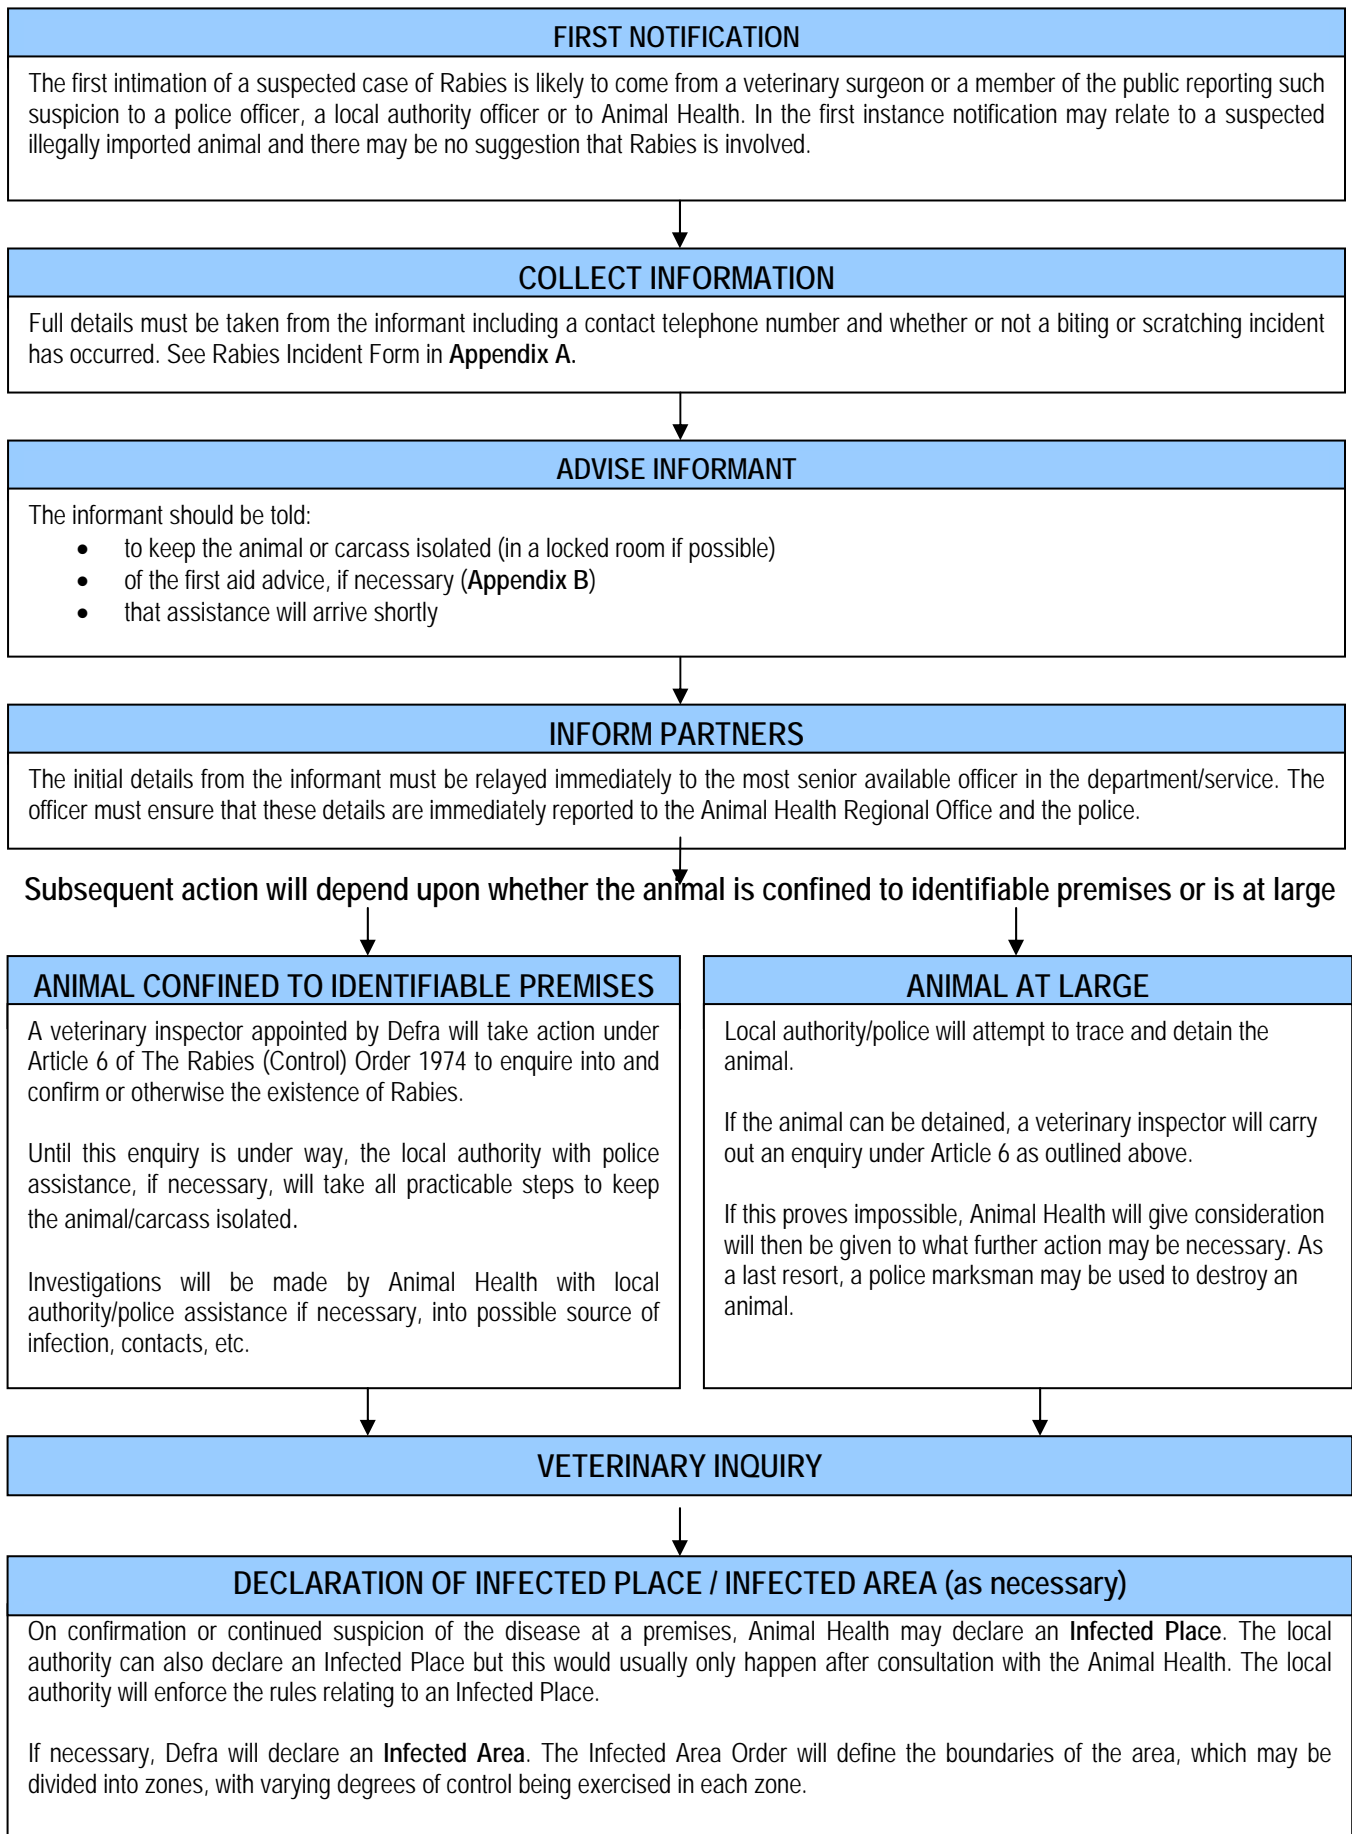 FIRST NOTIFICATION
The first intimation of a suspected case of Rabies is likely to come from a veterinary surgeon or a member of the public reporting such
suspicion to a police officer, a local authority officer or to Animal Health. In the first instance notification may relate to a suspected
illegally imported animal and there may be no suggestion that Rabies is involved.
COLLECT INFORMATION
Full details must be taken from the informant including a contact telephone number and whether or not a biting or scratching incident
has occurred. See Rabies Incident Form in Appendix A.
ADVISE INFORMANT
The informant should be told:
• to keep the animal or carcass isolated (in a locked room if possible)
• of the first aid advice, if necessary (Appendix B)
• that assistance will arrive shortly
INFORM PARTNERS
The initial details from the informant must be relayed immediately to the most senior available officer in the department/service. The
officer must ensure that these details are immediately reported to the Animal Health Regional Office and the police.
Subsequent action will depend upon whether the animal is confined to identifiable premises or is at large
ANIMAL CONFINED TO IDENTIFIABLE PREMISES
A veterinary inspector appointed by Defra will take action under
Article 6 of The Rabies (Control) Order 1974 to enquire into and
confirm or otherwise the existence of Rabies.
Until this enquiry is under way, the local authority with police
assistance, if necessary, will take all practicable steps to keep
the animal/carcass isolated.
Investigations will be made by Animal Health with local
authority/police assistance if necessary, into possible source of
infection, contacts, etc.
ANIMAL AT LARGE
Local authority/police will attempt to trace and detain the
animal.
If the animal can be detained, a veterinary inspector will carry
out an enquiry under Article 6 as outlined above.
If this proves impossible, Animal Health will give consideration
will then be given to what further action may be necessary. As
a last resort, a police marksman may be used to destroy an
animal.
VETERINARY INQUIRY
DECLARATION OF INFECTED PLACE / INFECTED AREA (as necessary)
On confirmation or continued suspicion of the disease at a premises, Animal Health may declare an Infected Place. The local
authority can also declare an Infected Place but this would usually only happen after consultation with the Animal Health. The local
authority will enforce the rules relating to an Infected Place.
If necessary, Defra will declare an Infected Area. The Infected Area Order will define the boundaries of the area, which may be
divided into zones, with varying degrees of control being exercised in each zone.